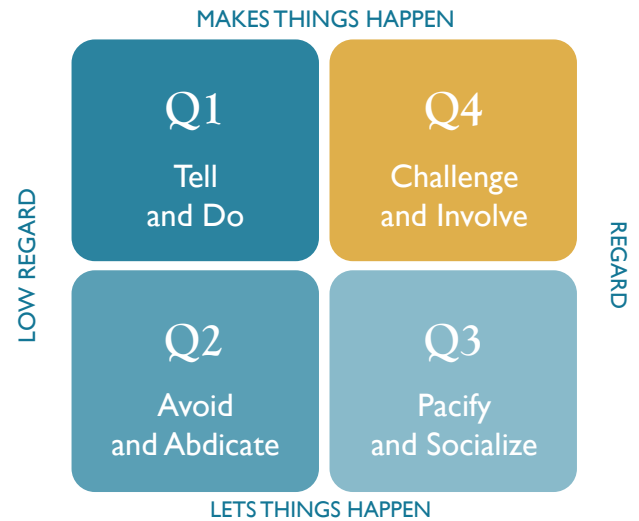 MAKES THINGS HAPPEN
Q1
Tell
and Do
Q4
Challenge
and Involve
LOW REGARD
REGARD
Q2
Avoid
and Abdicate
Q3
Pacify
and Socialize
LETS THINGS HAPPEN